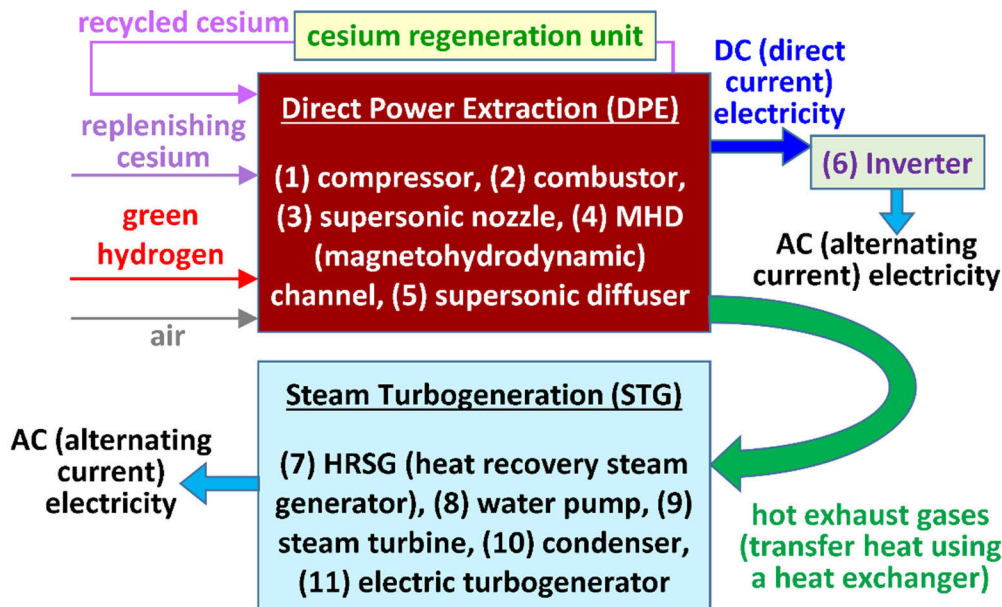 recycled cesium
cesium regeneration unit
DC (direct
current)
electricity
Direct Power Extraction (DPE)
replenishing
cesium
(1) compressor, (2) combustor,
(3) supersonic nozzle, (4) MHD
(magnetohydrodynamic)
channel, (5) supersonic diffuser
(6) Inverter
green
hydrogen
AC (alternating
current) electricity
air
Steam Turbogeneration (STG)
AC (alternating
current)
electricity
(7) HRSG (heat recovery steam
generator), (8) water pump, (9)
steam turbine, (10) condenser,
(11) electric turbogenerator
hot exhaust gases
(transfer heat using
a heat exchanger)